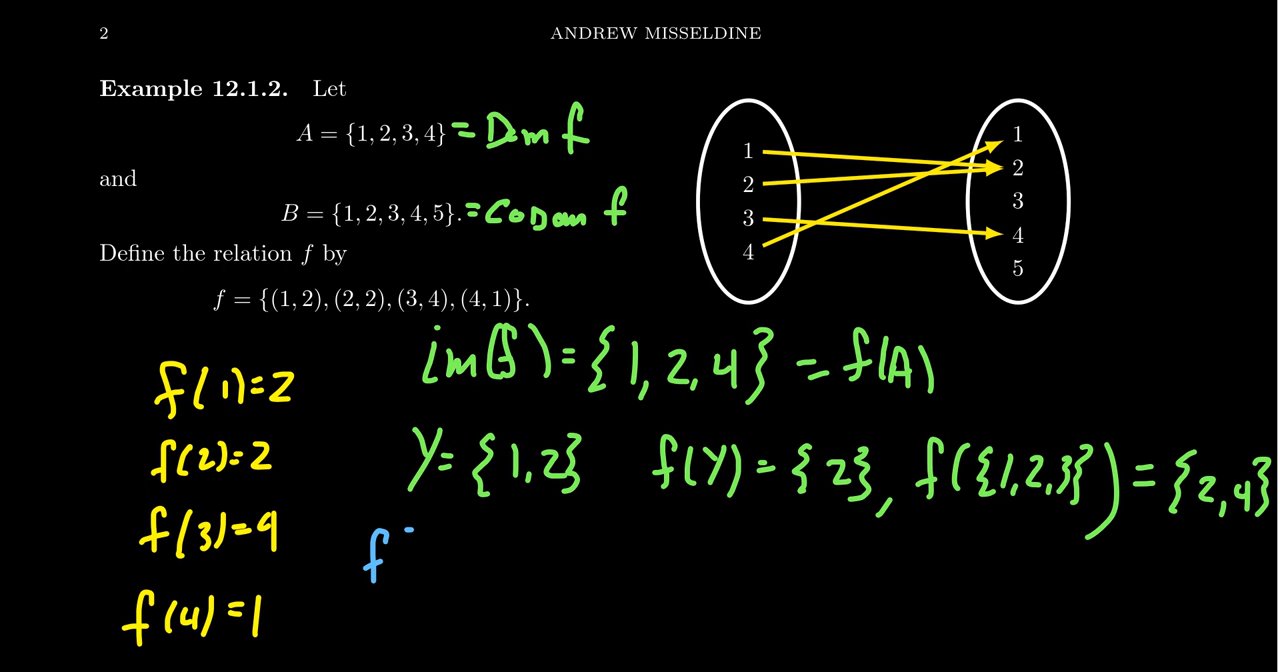 2 ANDREW MISSELDINE
Example 12.1.2. Let
A = {1, 2, 3, 4} = Dom f
and
B = {1, 2, 3, 4, 5}. = Codom f
Define the relation f by
f = {(1, 2), (2, 2), (3, 4), (4, 1)}.
1
2
3
4
1
2
3
4
5
im(f) = {1, 2, 4} = f(A)
f(1)=2
Y = {1,2} f(Y) = {2}, f({1,2,3}) = {2,4}
f(2)=2
f(3)=4
f -
f(4)=1